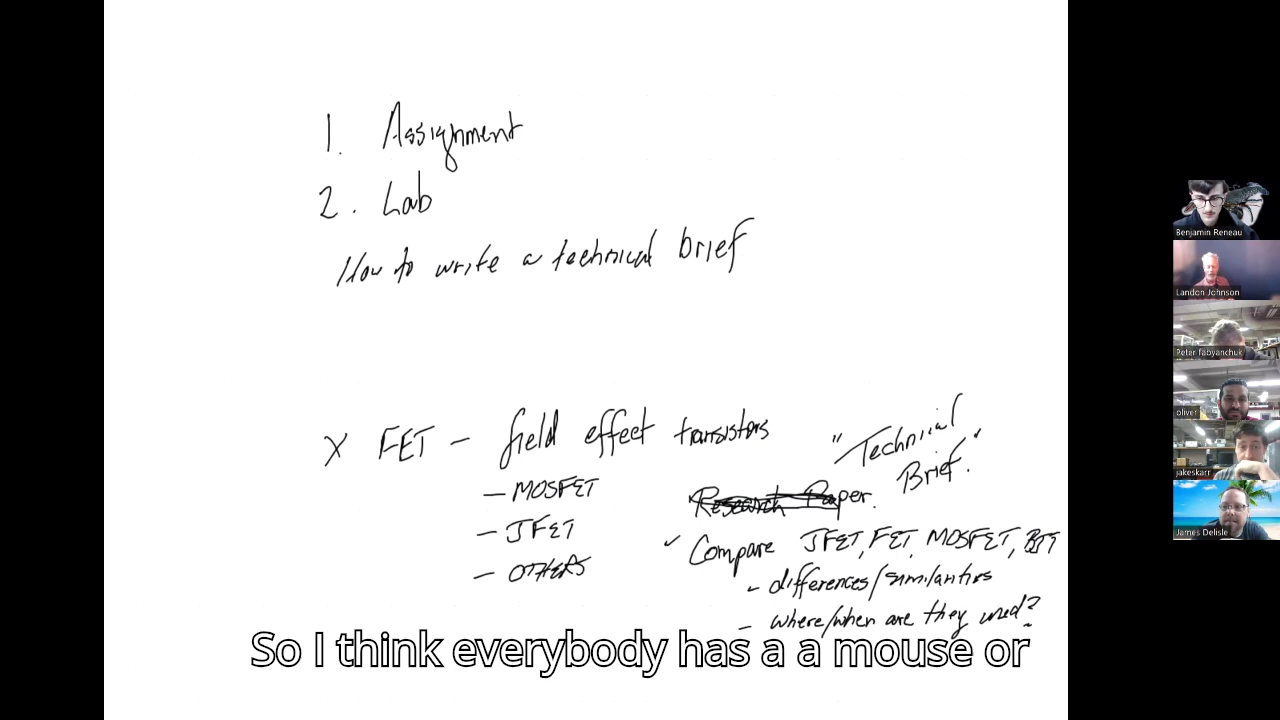 1. Assignment
2. Lab
How to write a technical brief
X FET - field effect transistors
- MOSFET
- JFET
- OTHERS
"Technical
Brief."
Research Paper.
✓ Compare JFET, FET, MOSFET, BJT
- differences/similarities
- where/when are they used?
So I think everybody has a a mouse or
Benjamin Reneau
Landon Johnson
Peter fabyanchuk
oliver
jakeskarr
James Delisle